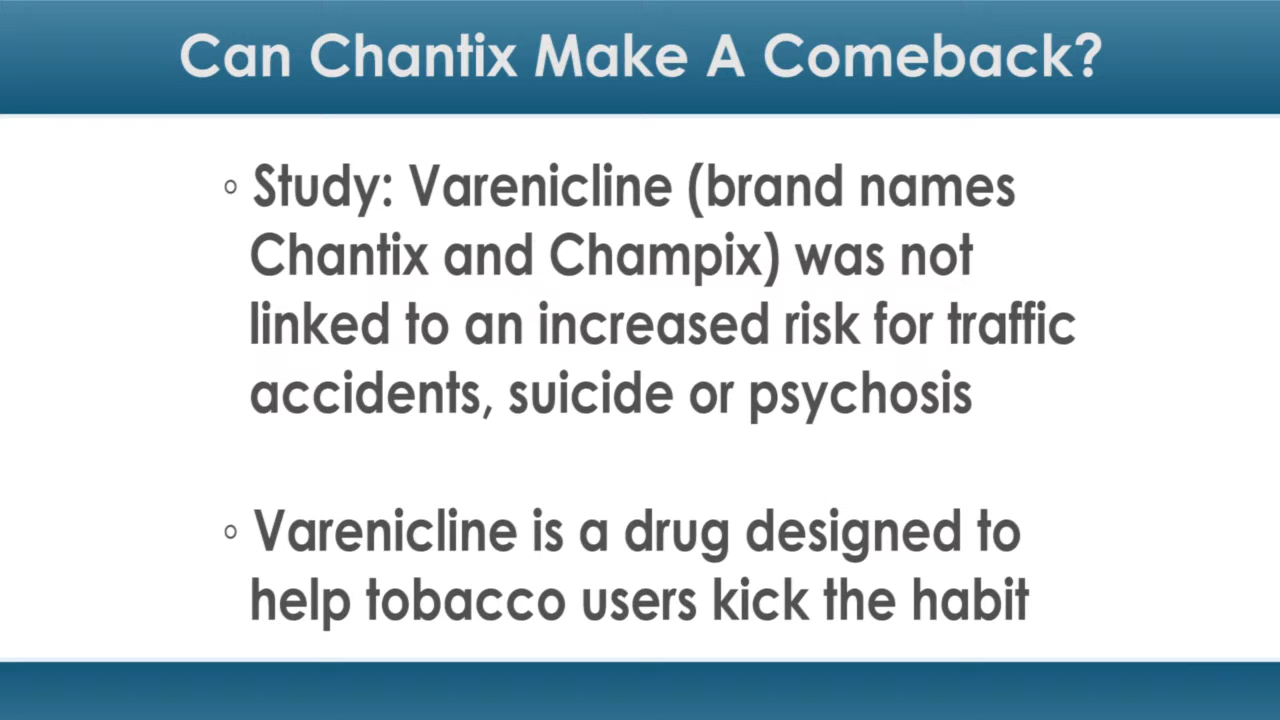 Can Chantix Make A Comeback?
◦ Study: Varenicline (brand names
Chantix and Champix) was not
linked to an increased risk for traffic
accidents, suicide or psychosis
◦ Varenicline is a drug designed to
help tobacco users kick the habit